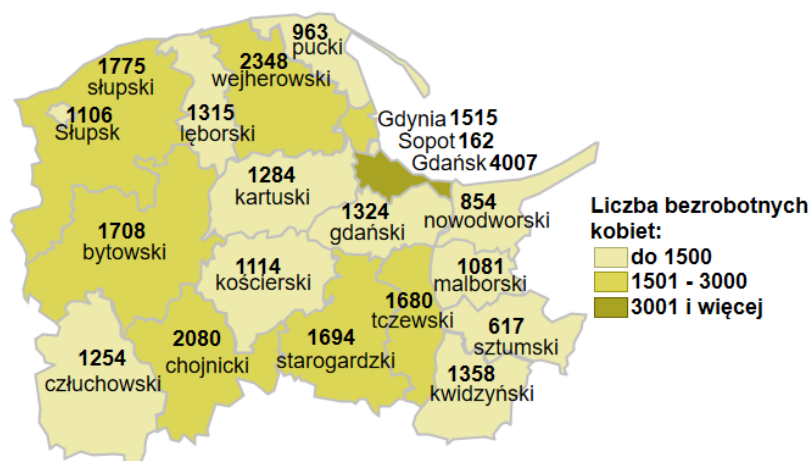 963
pucki
2348
wejherowski
1775
słupski
1106
Słupsk
1315
lęborski
Gdynia 1515
Sopot 162
Gdańsk 4007
1284
kartuski
1324
gdański
854
nowodworski
1708
bytowski
1114
kościerski
1081
malborski
1680
tczewski
617
sztumski
1254
człuchowski
2080
chojnicki
1694
starogardzki
1358
kwidzyński
Liczba bezrobotnych
kobiet:
do 1500
1501 - 3000
3001 i więcej